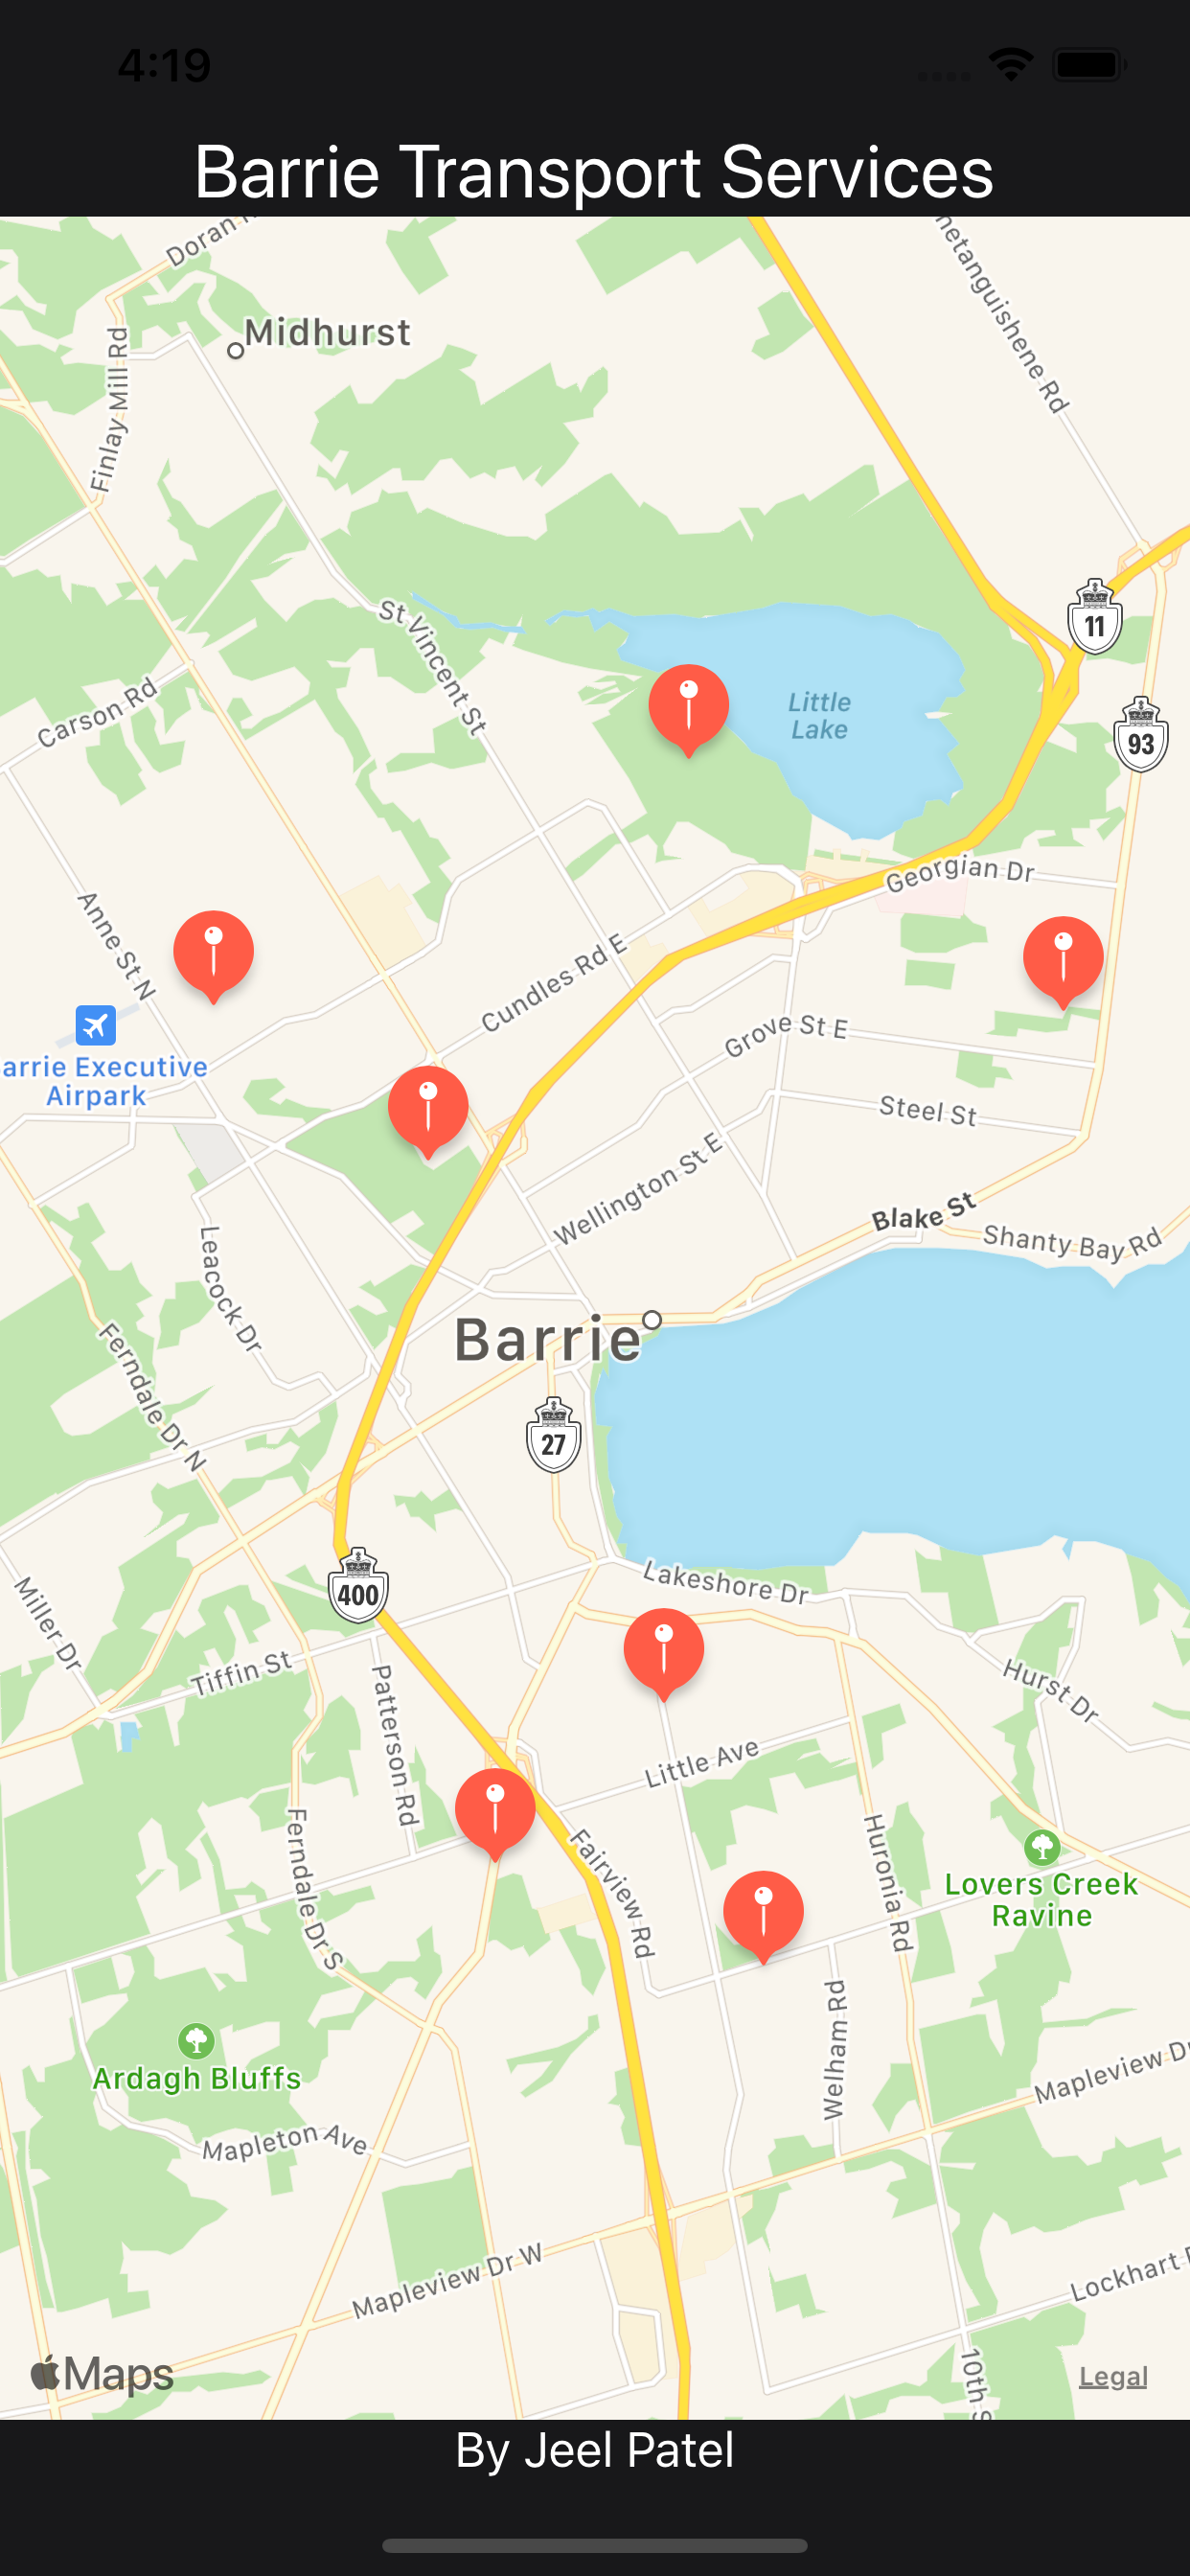 4:19
Barrie Transport Services
Doran
Midhurst
Finlay Mill Rd
netanguishene Rd
11
St Vincent St
Carson Rd
Little
Lake
93
Georgian Dr
Anne St N
Cundles Rd E
Grove St E
arrie Executive
Airpark
Steel St
Wellington St E
Blake St
Shanty Bay Rd
Leacock Dr
Barrie
Ferndale Dr N
27
400
Lakeshore Dr
Miller Dr
Tiffin St
Patterson Rd
Hurst Dr
Little Ave
Ferndale Dr S
Fairview Rd
Huronia Rd
Lovers Creek
Ravine
Welham Rd
Ardagh Bluffs
Mapleview D
Mapleton Ave
Mapleview Dr W
Lockhart
10th S
Maps
Legal
By Jeel Patel